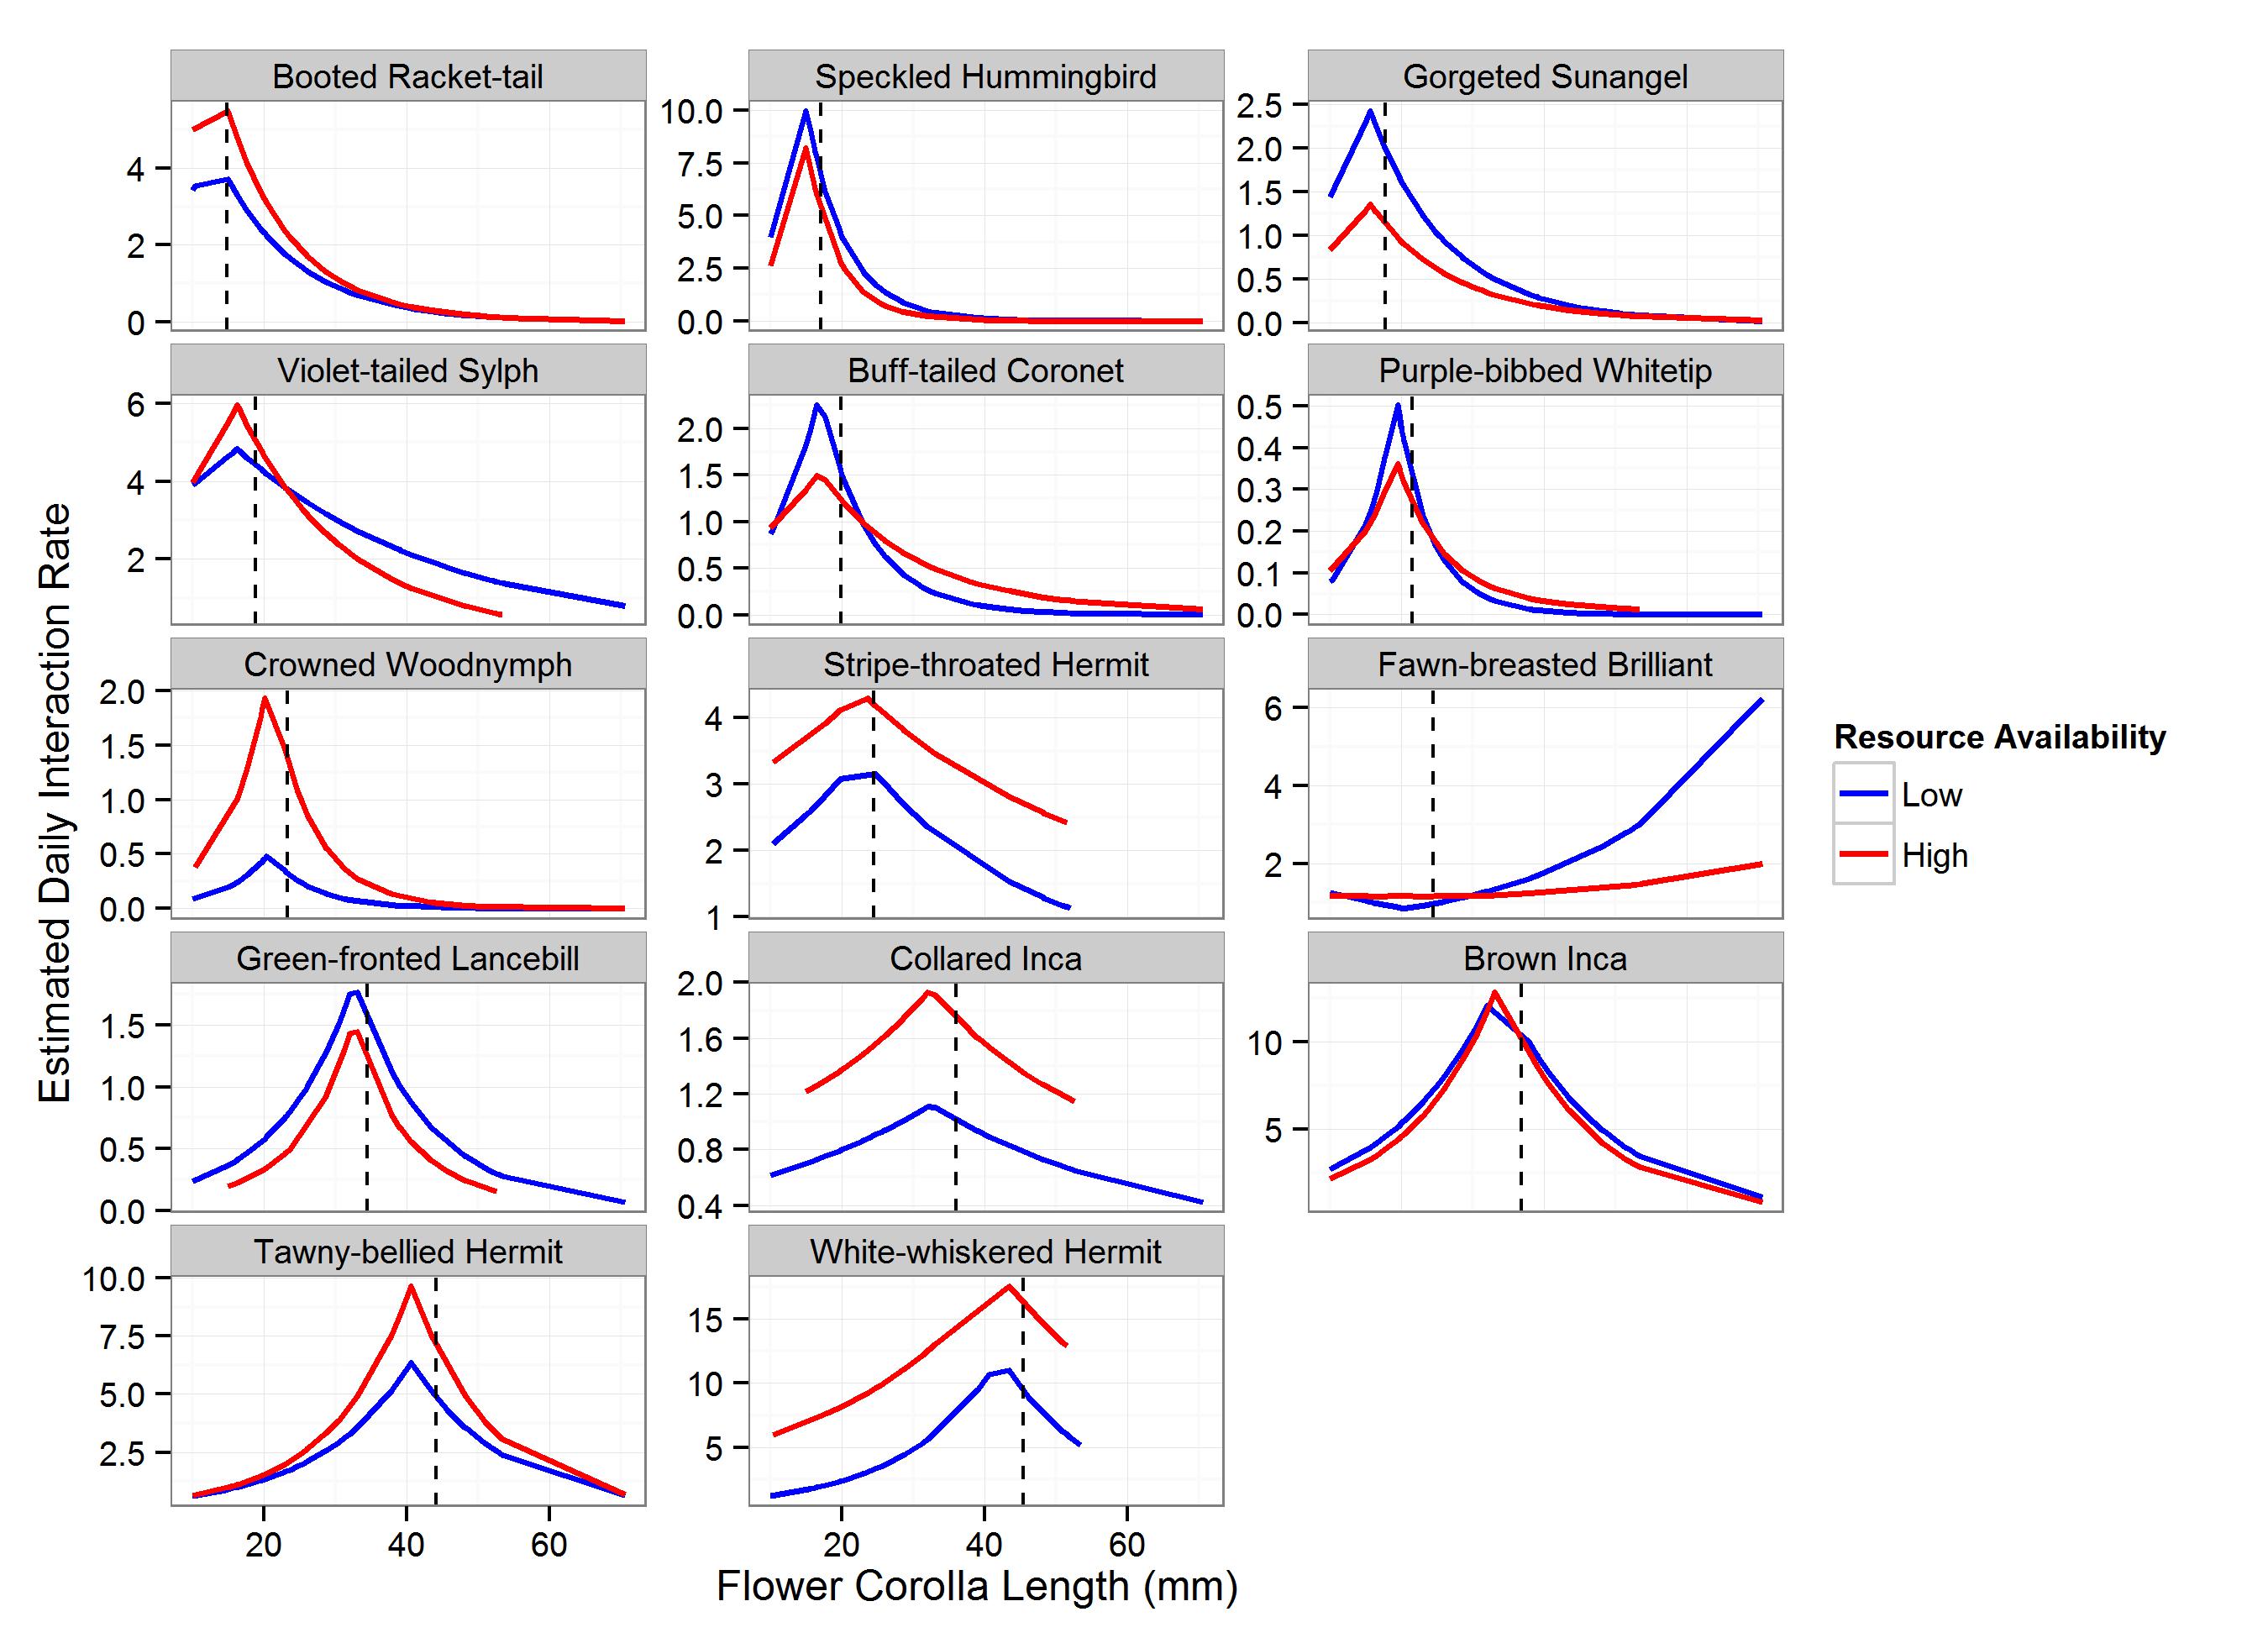 Booted Racket-tail
Speckled Hummingbird
Gorgeted Sunangel
4
2
0
10.0
7.5
5.0
2.5
0.0
2.5
2.0
1.5
1.0
0.5
0.0
Violet-tailed Sylph
Buff-tailed Coronet
Purple-bibbed Whitetip
6
4
2
2.0
1.5
1.0
0.5
0.0
0.5
0.4
0.3
0.2
0.1
0.0
Crowned Woodnymph
Stripe-throated Hermit
Fawn-breasted Brilliant
2.0
1.5
1.0
0.5
0.0
4
3
2
1
6
4
2
Green-fronted Lancebill
Collared Inca
Brown Inca
1.5
1.0
0.5
0.0
2.0
1.6
1.2
0.8
0.4
10
5
Tawny-bellied Hermit
White-whiskered Hermit
10.0
7.5
5.0
2.5
15
10
5
20 40 60
20 40 60
Flower Corolla Length (mm)
Estimated Daily Interaction Rate
Resource Availability
Low
High